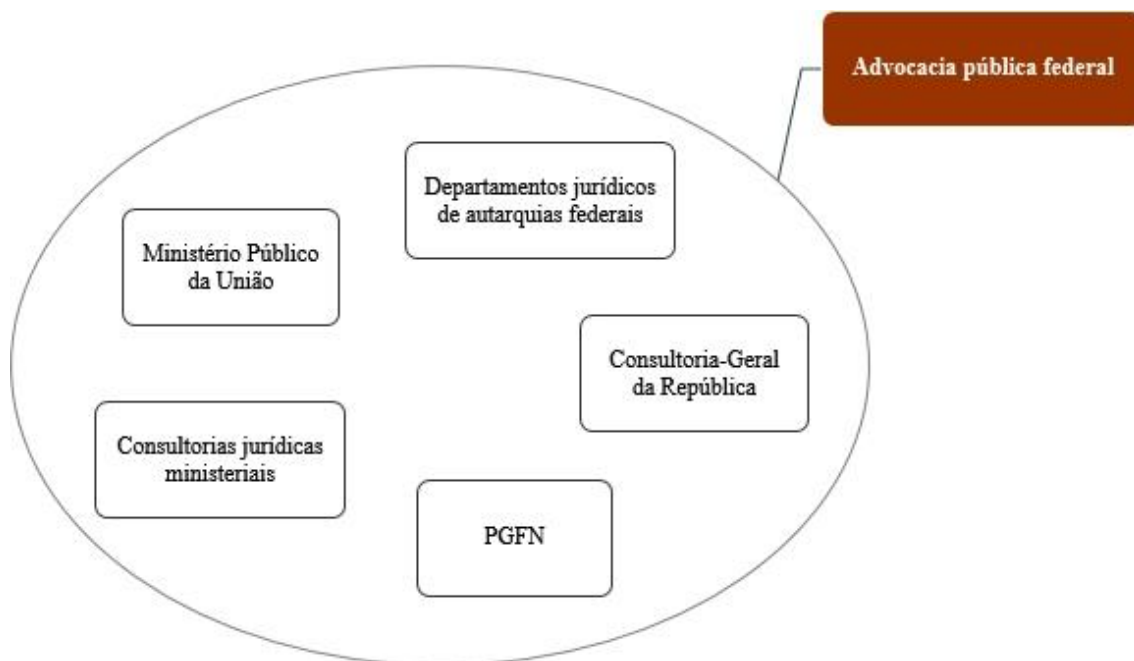 Advocacia pública federal
Departamentos jurídicos
de autarquias federais
Ministério Público
da União
Consultoria-Geral
da República
Consultorias jurídicas
ministeriais
PGFN